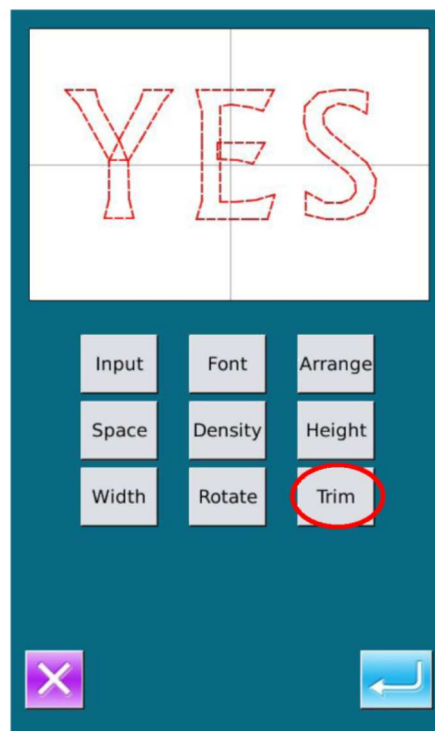 YES
Input Font Arrange
Space Density Height
Width Rotate Trim